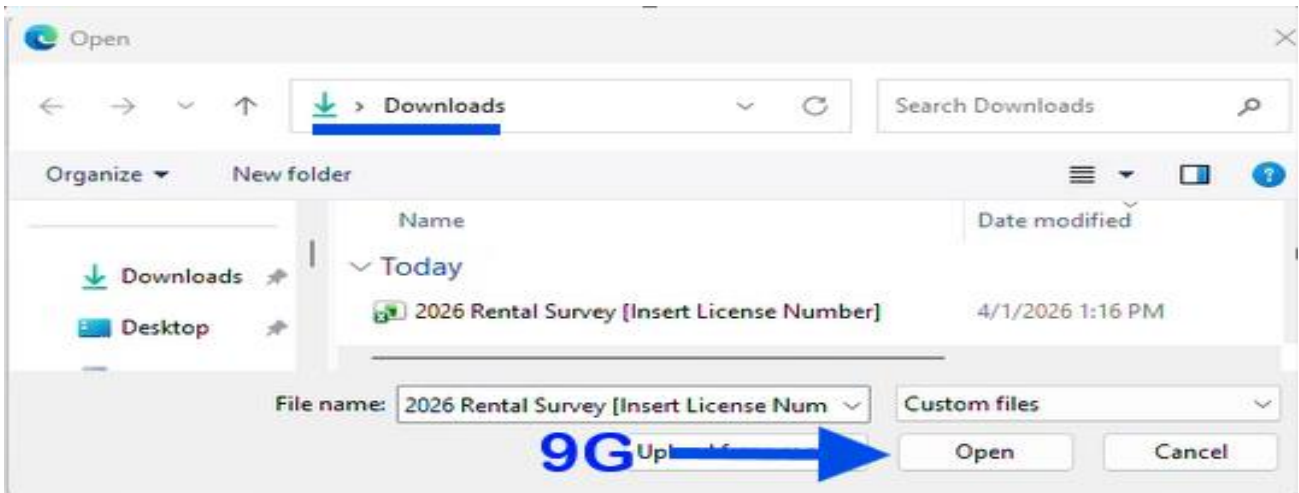 Open
> Downloads
Search Downloads
Organize
New folder
Name
Date modified
Today
Downloads
2026 Rental Survey [Insert License Number]
4/1/2026 1:16 PM
Desktop
File name:
2026 Rental Survey [Insert License Num
Custom files
9G
Open
Cancel